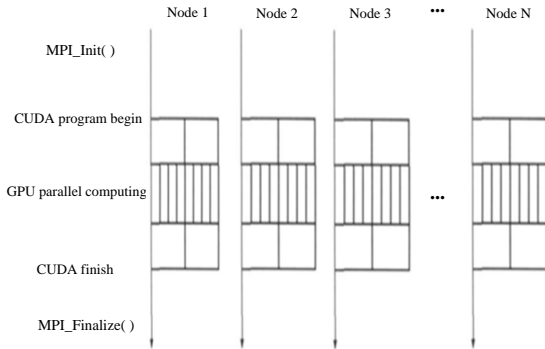 Node 1 Node 2 Node 3 ... Node N
MPI_Init( )
CUDA program begin
GPU parallel computing ...
CUDA finish
MPI_Finalize( )